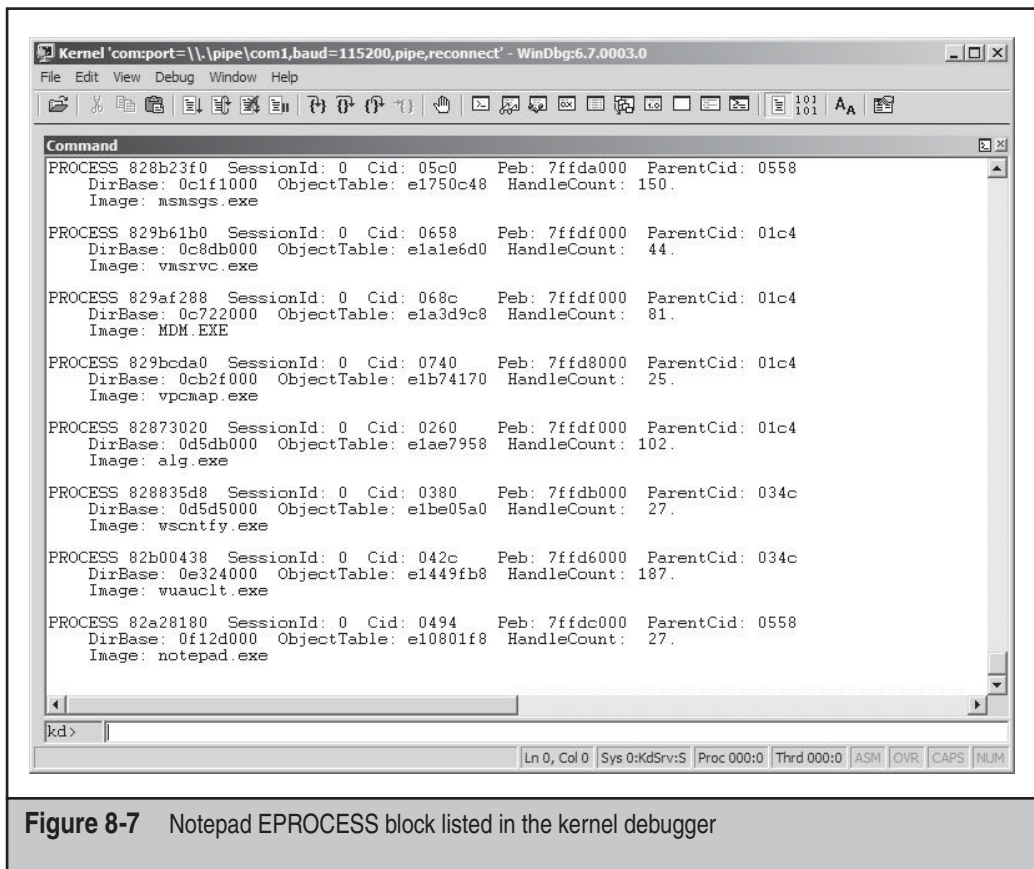 Kernel 'com:port=\\.\pipe\com1,baud=115200,pipe,reconnect' - WinDbg:6.7.0003.0
File Edit View Debug Window Help
101
101
A A
Command
PROCESS 828b23f0 SessionId: 0 Cid: 05c0 Peb: 7ffda000 ParentCid: 0558
DirBase: 0c1f1000 ObjectTable: e1750c48 HandleCount: 150.
Image: msmsgs.exe
PROCESS 829b61b0 SessionId: 0 Cid: 0658 Peb: 7ffdf000 ParentCid: 01c4
DirBase: 0c8db000 ObjectTable: e1a1e6d0 HandleCount: 44.
Image: vmsrvc.exe
PROCESS 829af288 SessionId: 0 Cid: 068c Peb: 7ffdf000 ParentCid: 01c4
DirBase: 0c722000 ObjectTable: e1a3d9c8 HandleCount: 81.
Image: MDM.EXE
PROCESS 829bcda0 SessionId: 0 Cid: 0740 Peb: 7ffd8000 ParentCid: 01c4
DirBase: 0cb2f000 ObjectTable: e1b74170 HandleCount: 25.
Image: vpcmap.exe
PROCESS 82873020 SessionId: 0 Cid: 0260 Peb: 7ffdf000 ParentCid: 01c4
DirBase: 0d5db000 ObjectTable: e1ae7958 HandleCount: 102.
Image: alg.exe
PROCESS 828835d8 SessionId: 0 Cid: 0380 Peb: 7ffdb000 ParentCid: 034c
DirBase: 0d5d5000 ObjectTable: e1be05a0 HandleCount: 27.
Image: wscntfy.exe
PROCESS 82b00438 SessionId: 0 Cid: 042c Peb: 7ffd6000 ParentCid: 034c
DirBase: 0e324000 ObjectTable: e1449fb8 HandleCount: 187.
Image: wuauclt.exe
PROCESS 82a28180 SessionId: 0 Cid: 0494 Peb: 7ffdc000 ParentCid: 0558
DirBase: 0f12d000 ObjectTable: e10801f8 HandleCount: 27.
Image: notepad.exe
kd>
Ln 0, Col 0 Sys 0:KdSrv:S Proc 000:0 Thrd 000:0 ASM OVR CAPS NUM
Figure 8-7 Notepad EPROCESS block listed in the kernel debugger